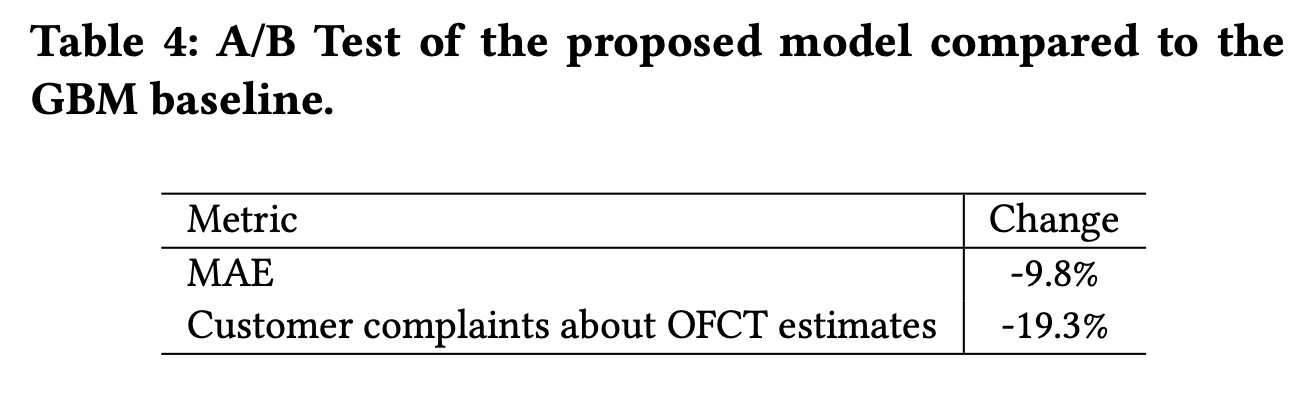 Table 4: A/B Test of the proposed model compared to the
GBM baseline.
Metric Change
MAE -9.8%
Customer complaints about OFCT estimates -19.3%